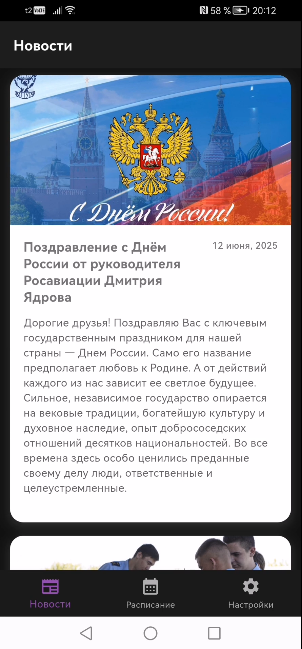 58 %
20:12
Новости
С Днём России!
Поздравление с Днём
России от руководителя
Росавиации Дмитрия
Ядрова
12 июня, 2025
Дорогие друзья! Поздравляю Вас с ключевым
государственным праздником для нашей
страны — Днем России. Само его название
предполагает любовь к Родине. А от действий
каждого из нас зависит ее светлое будущее.
Сильное, независимое государство опирается
на вековые традиции, богатейшую культуру и
духовное наследие, опыт добрососедских
отношений десятков национальностей. Во все
времена здесь особо ценились преданные
своему делу люди, ответственные и
целеустремленные.
Новости
Расписание
Настройки